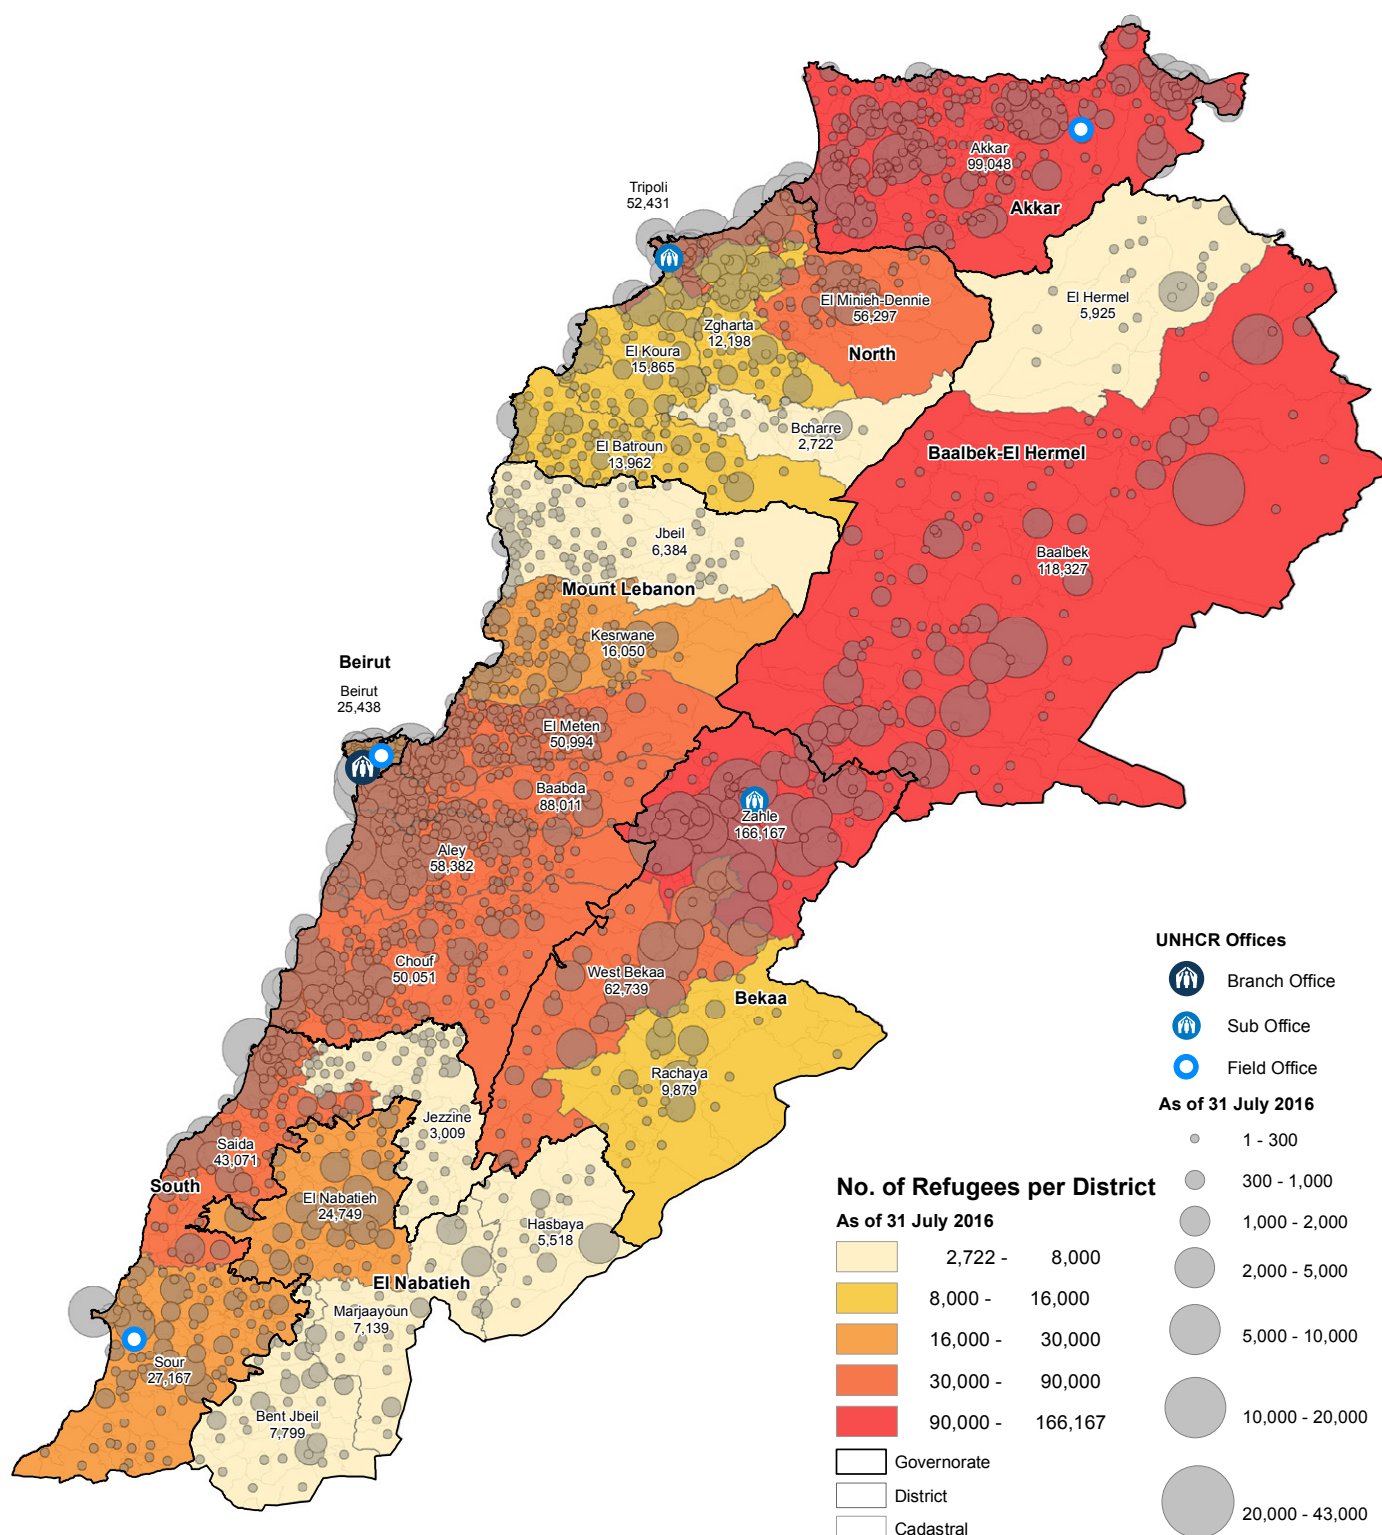 Akkar
99,048
Akkar
Tripoli
52,431
El Hermel
5,925
El Minieh-Dennie
56,297
Zgharta
12,198
North
El Koura
15,865
Bcharre
2,722
El Batroun
13,962
Baalbek-El Hermel
Jbeil
6,384
Baalbek
118,327
Mount Lebanon
Kesrwane
16,050
Beirut
Beirut
25,438
El Meten
50,994
Baabda
88,011
Zahle
166,167
Aley
58,382
Chouf
50,051
West Bekaa
62,739
Bekaa
Rachaya
9,879
Jezzine
3,009
Saida
43,071
South
El Nabatieh
24,749
Hasbaya
5,518
El Nabatieh
Marjaayoun
7,139
Sour
27,167
Bent Jbeil
7,799
UNHCR Offices
Branch Office
Sub Office
Field Office
As of 31 July 2016
1 - 300
300 - 1,000
1,000 - 2,000
2,000 - 5,000
5,000 - 10,000
10,000 - 20,000
20,000 - 43,000
No. of Refugees per District
As of 31 July 2016
2,722 - 8,000
8,000 - 16,000
16,000 - 30,000
30,000 - 90,000
90,000 - 166,167
Governorate
District
Cadastral